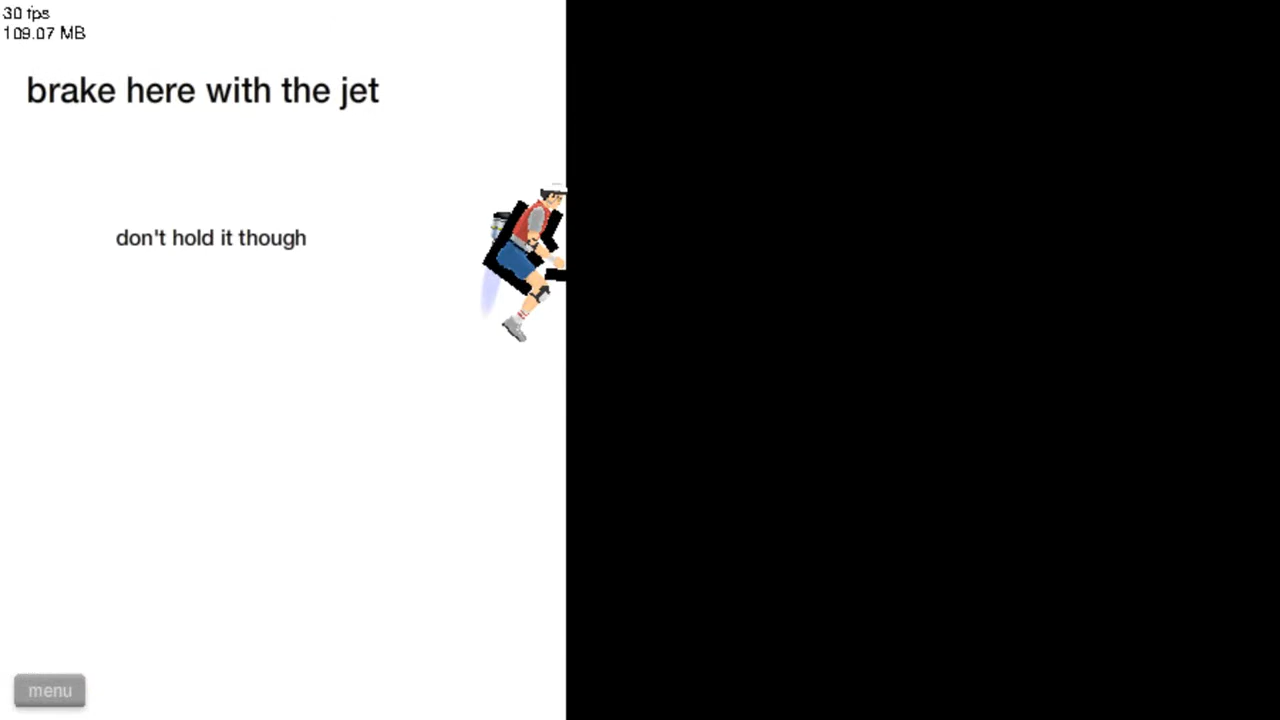 30 fps
109.07 MB
brake here with the jet
don't hold it though
menu